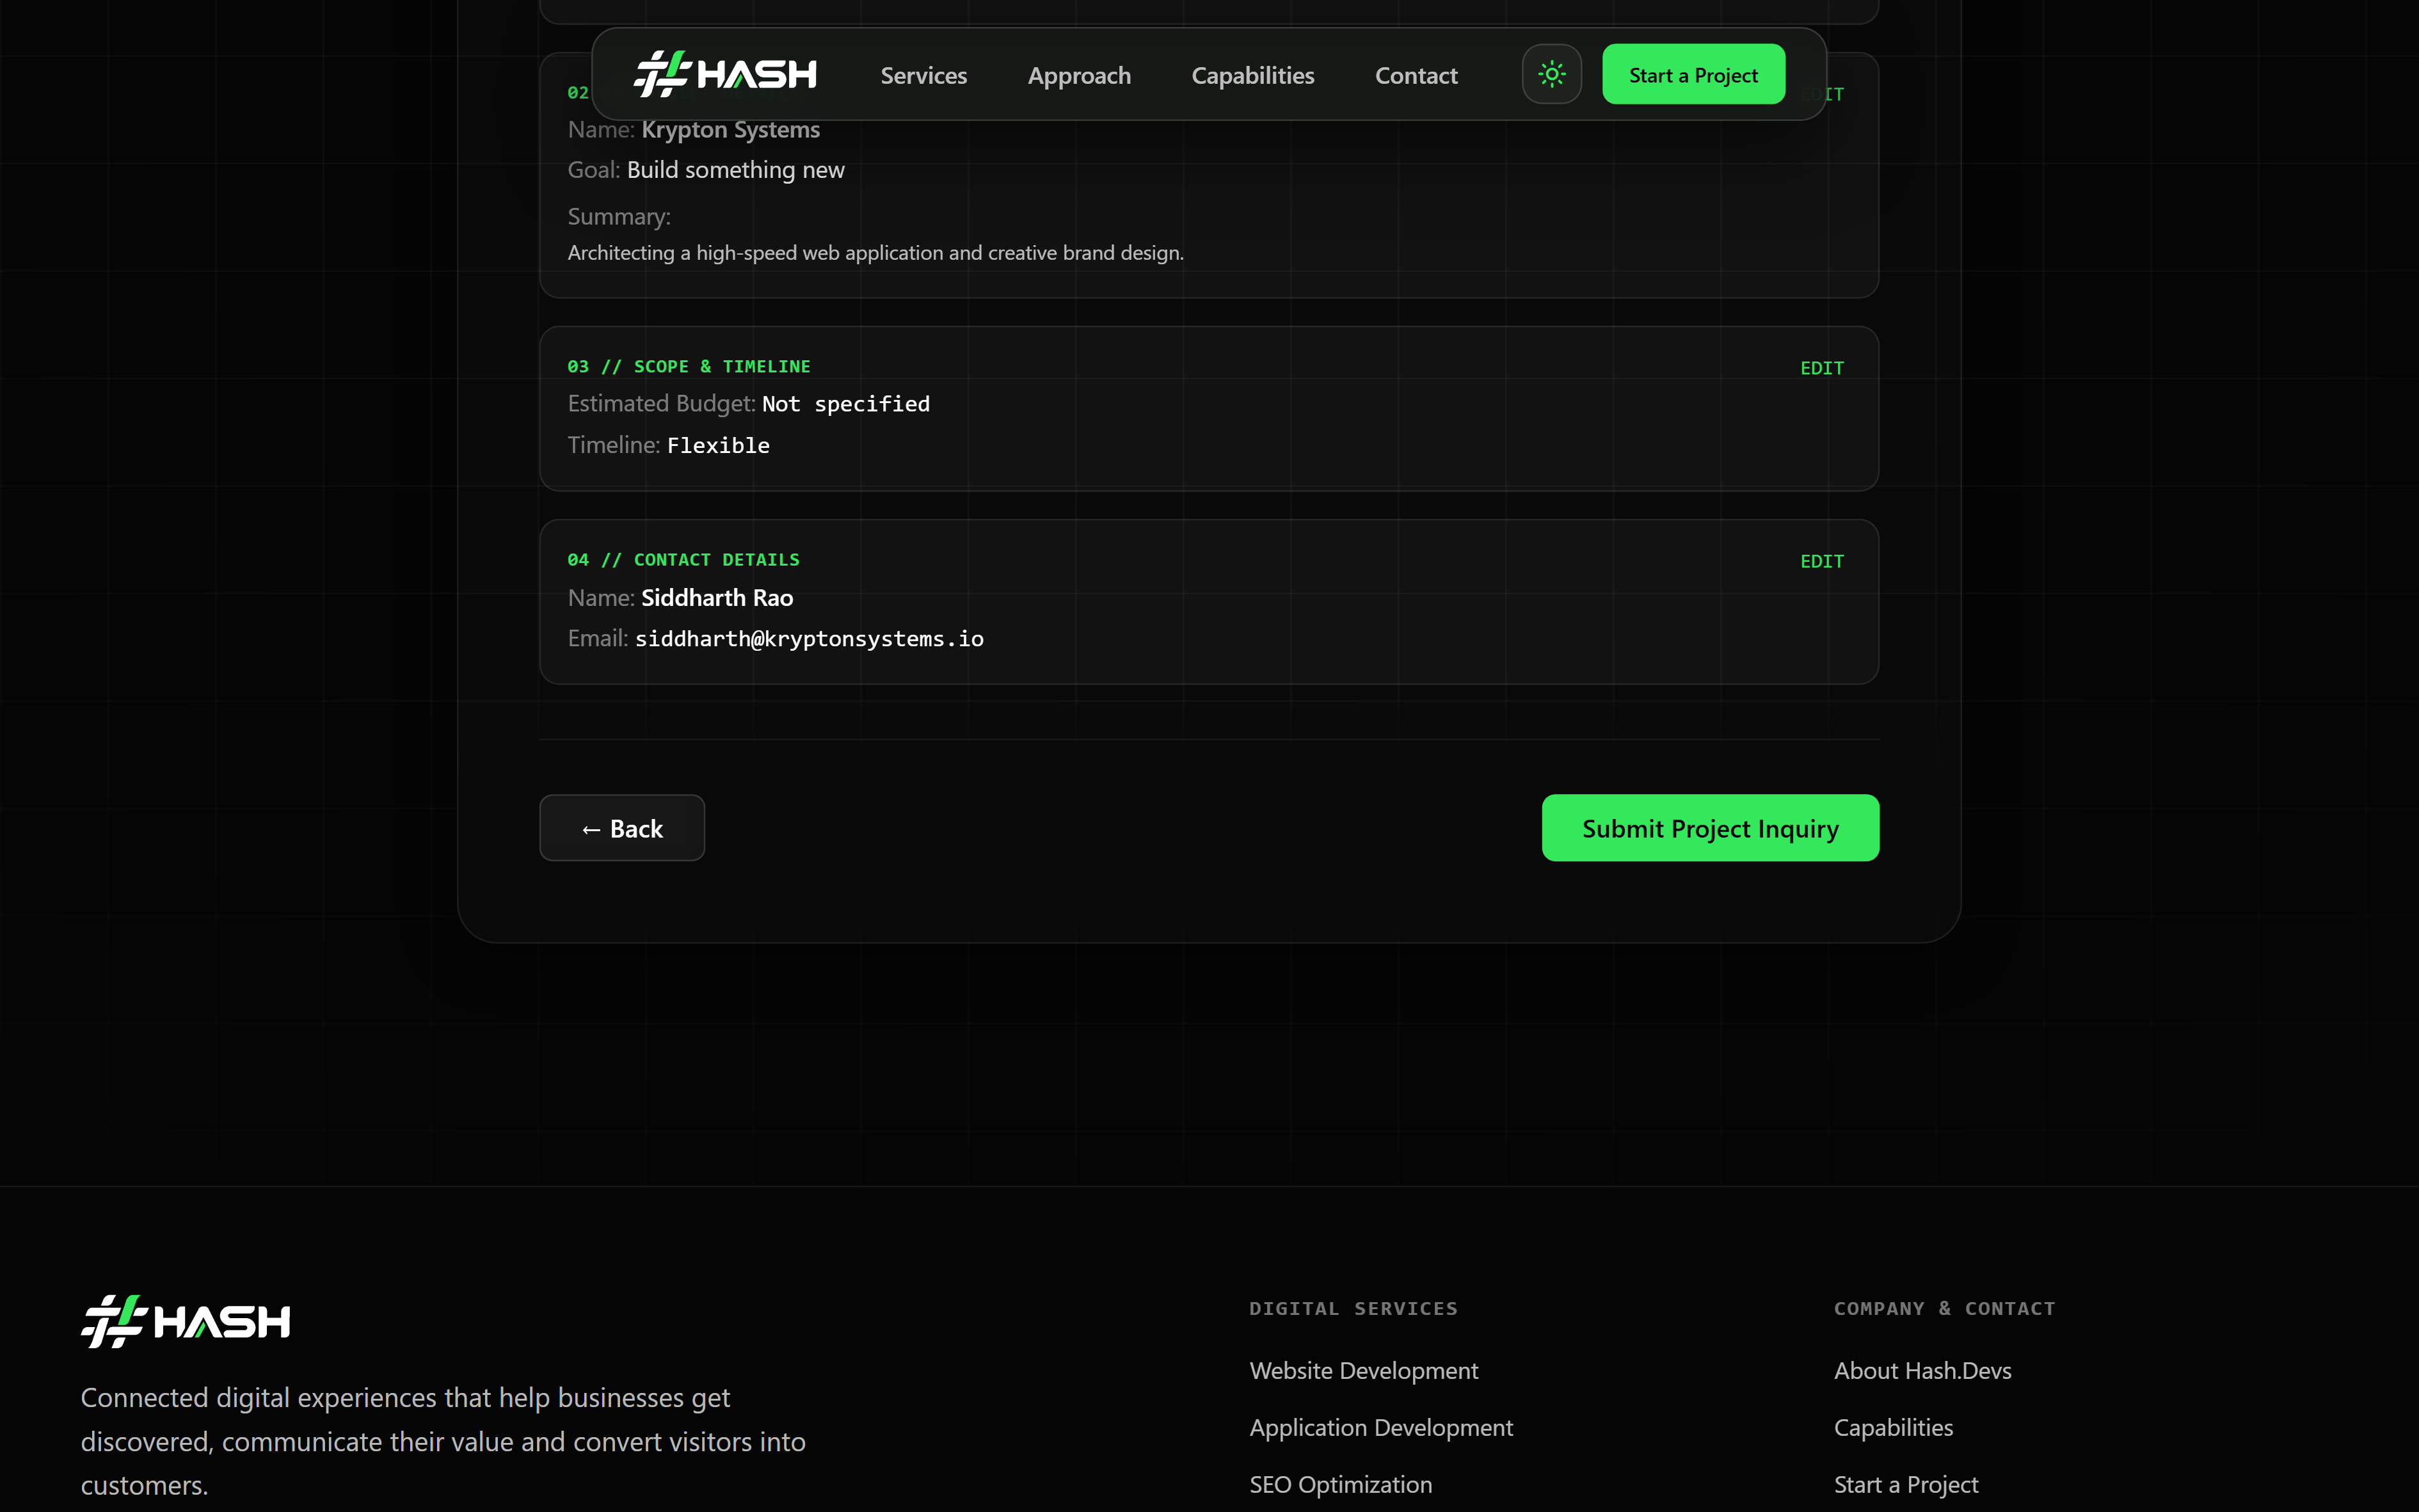 HASH
Services
Approach
Capabilities
Contact
Start a Project
02
EDIT
Name: Krypton Systems
Goal: Build something new
Summary:
Architecting a high-speed web application and creative brand design.
03 // SCOPE & TIMELINE
EDIT
Estimated Budget: Not specified
Timeline: Flexible
04 // CONTACT DETAILS
EDIT
Name: Siddharth Rao
Email: siddharth@kryptonsystems.io
← Back
Submit Project Inquiry
HASH
Connected digital experiences that help businesses get
discovered, communicate their value and convert visitors into
customers.
DIGITAL SERVICES
Website Development
Application Development
SEO Optimization
COMPANY & CONTACT
About Hash.Devs
Capabilities
Start a Project